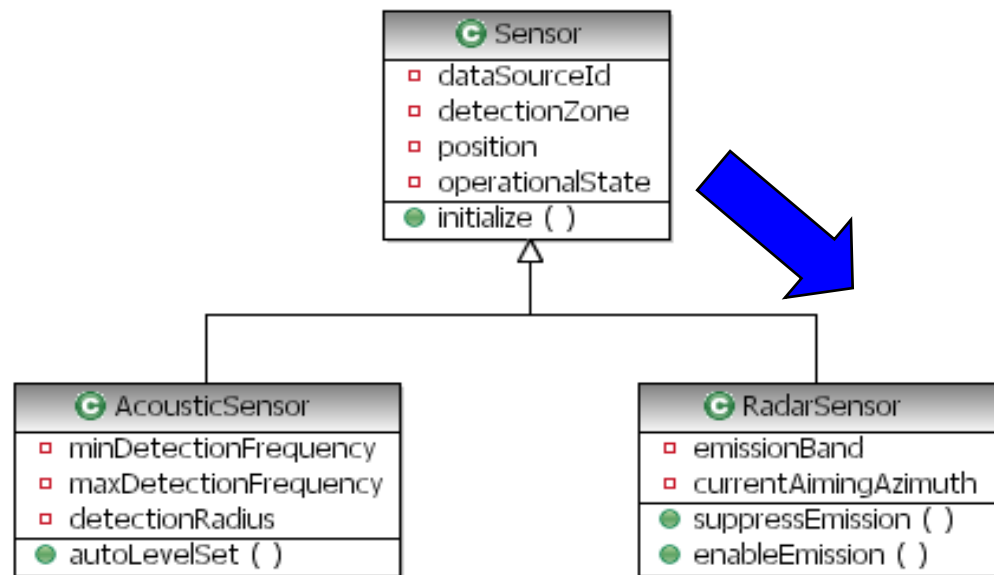 Sensor
dataSourceId
detectionZone
position
operationalState
initialize ( )
AcousticSensor
minDetectionFrequency
maxDetectionFrequency
detectionRadius
autoLevelSet ( )
RadarSensor
emissionBand
currentAimingAzimuth
suppressEmission ( )
enableEmission ( )